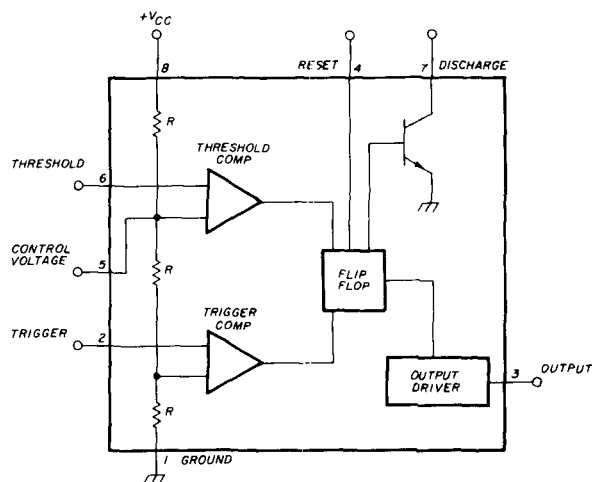 +VCC
RESET 4
7 DISCHARGE
8
R
THRESHOLD
COMP
THRESHOLD
6
CONTROL
VOLTAGE
5
R
FLIP
FLOP
TRIGGER
COMP
TRIGGER
2
OUTPUT
DRIVER
3 OUTPUT
R
1 GROUND